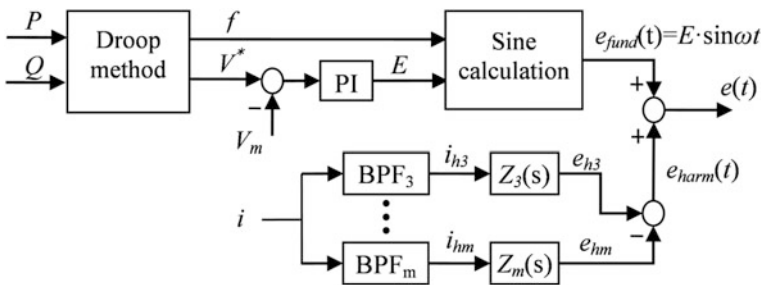 P
Q
Droop
method
f
V*
−
V_m
PI
E
Sine
calculation
e_fund(t)=E·sinωt
+
+
e(t)
e_harm(t)
i
BPF_3
i_h3
Z_3(s)
e_h3
−
BPF_m
i_hm
Z_m(s)
e_hm